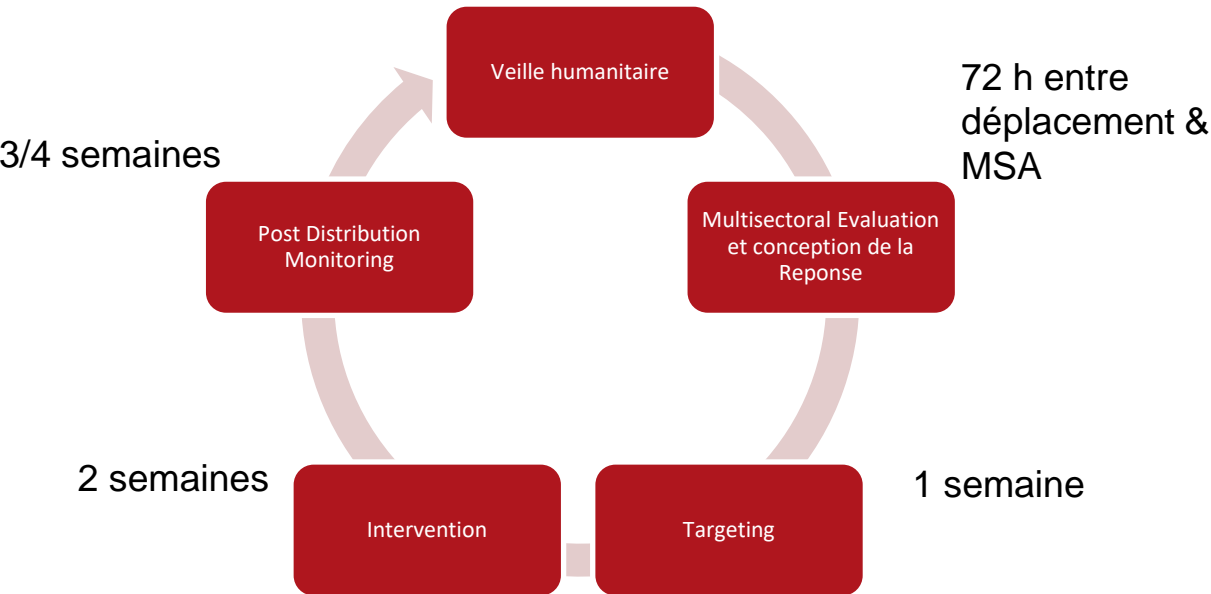 Veille humanitaire
72 h entre
déplacement &
MSA
Multisectoral Evaluation
et conception de la
Reponse
1 semaine
Targeting
Intervention
2 semaines
Post Distribution
Monitoring
3/4 semaines